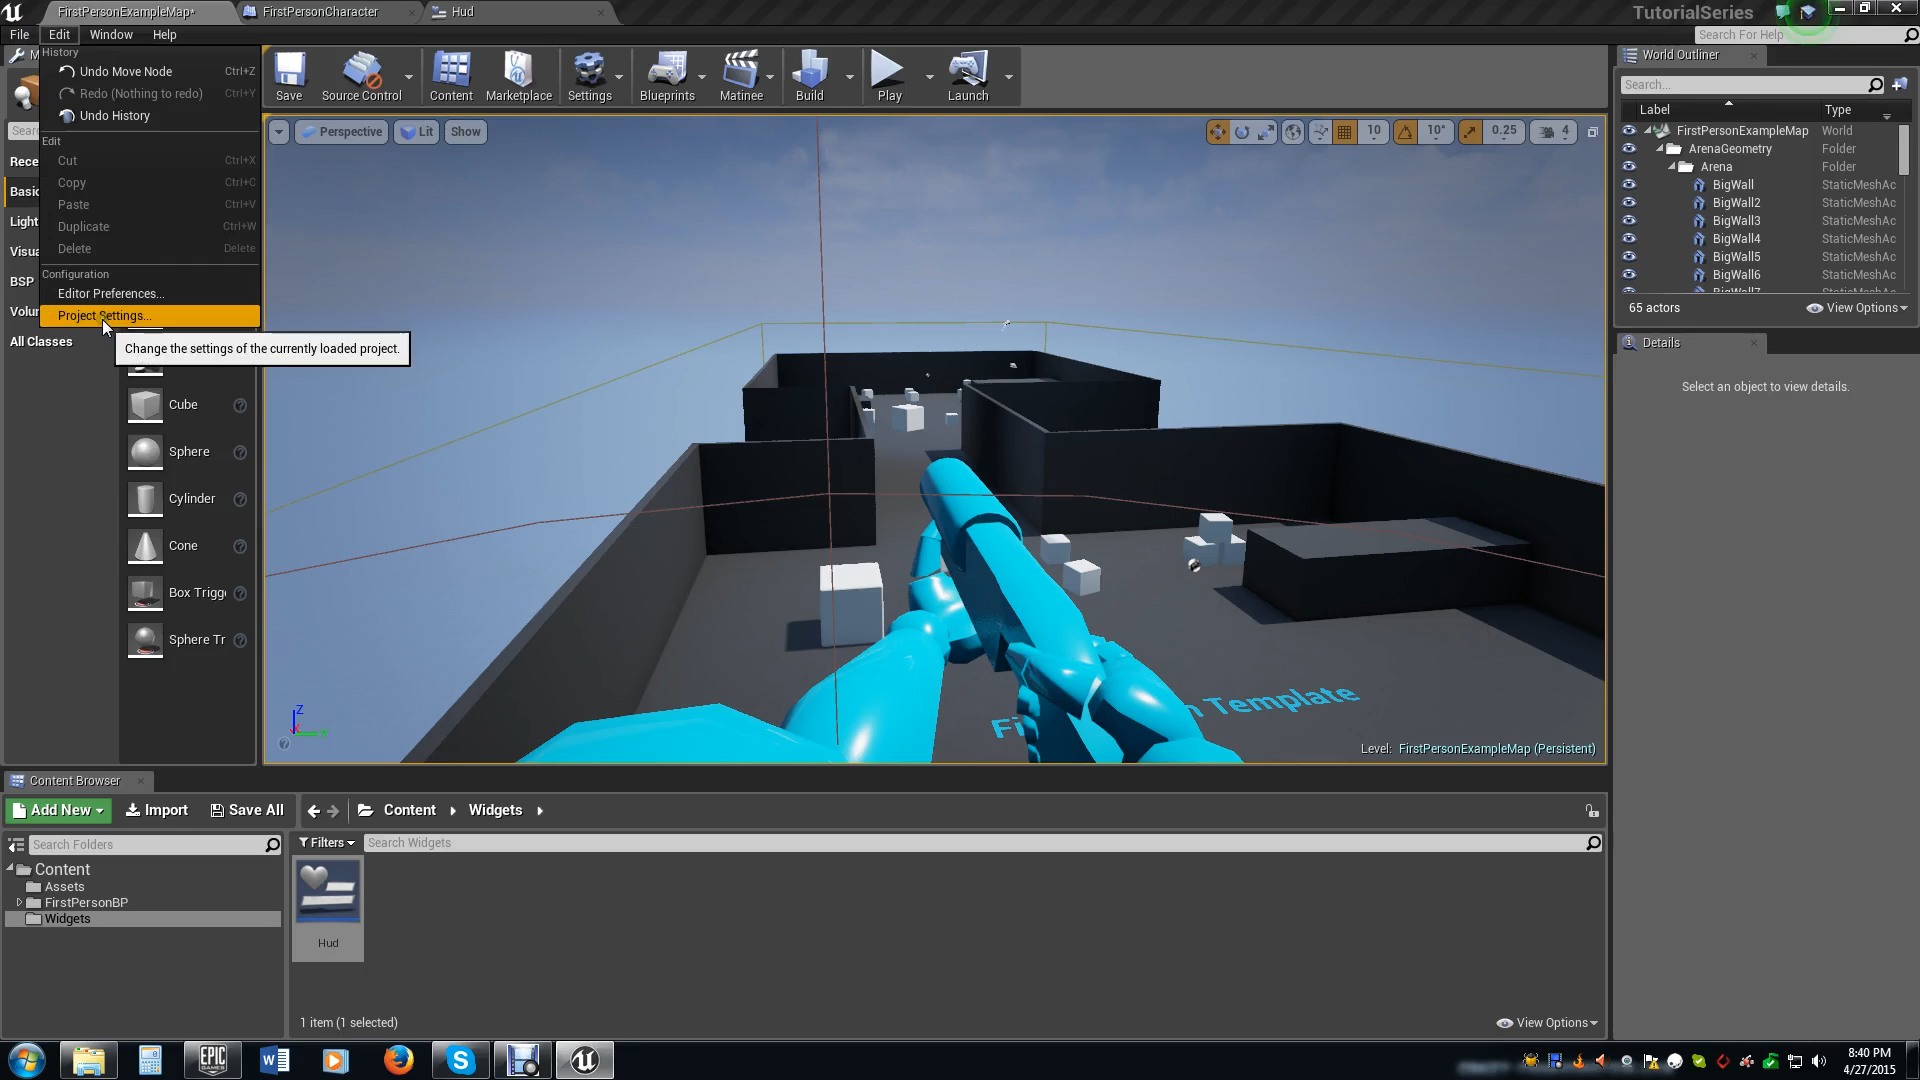 FirstPersonExampleMap*
FirstPersonCharacter
Hud
TutorialSeries
File
Edit
Window
Help
Search For Help
History
Undo Move Node
Ctrl+Z
Redo (Nothing to redo)
Ctrl+Y
Undo History
Edit
Cut
Ctrl+X
Copy
Ctrl+C
Paste
Ctrl+V
Duplicate
Ctrl+W
Delete
Delete
Configuration
Editor Preferences...
Project Settings...
Change the settings of the currently loaded project.
All Classes
BSP
Cube
Sphere
Cylinder
Cone
Box Trigg
Sphere Tr
Save
Source Control
Content
Marketplace
Settings
Blueprints
Matinee
Build
Play
Launch
Perspective
Lit
Show
10
10°
0.25
4
Template
Level: FirstPersonExampleMap (Persistent)
World Outliner
Search...
Label
Type
FirstPersonExampleMap
World
ArenaGeometry
Folder
Arena
Folder
BigWall
StaticMeshAc
BigWall2
StaticMeshAc
BigWall3
StaticMeshAc
BigWall4
StaticMeshAc
BigWall5
StaticMeshAc
BigWall6
StaticMeshAc
65 actors
View Options
Details
Select an object to view details.
Content Browser
Add New
Import
Save All
Content
Widgets
Search Folders
Filters
Search Widgets
Content
Assets
FirstPersonBP
Widgets
Hud
1 item (1 selected)
View Options
EPIC
GAMES
8:40 PM
4/27/2015